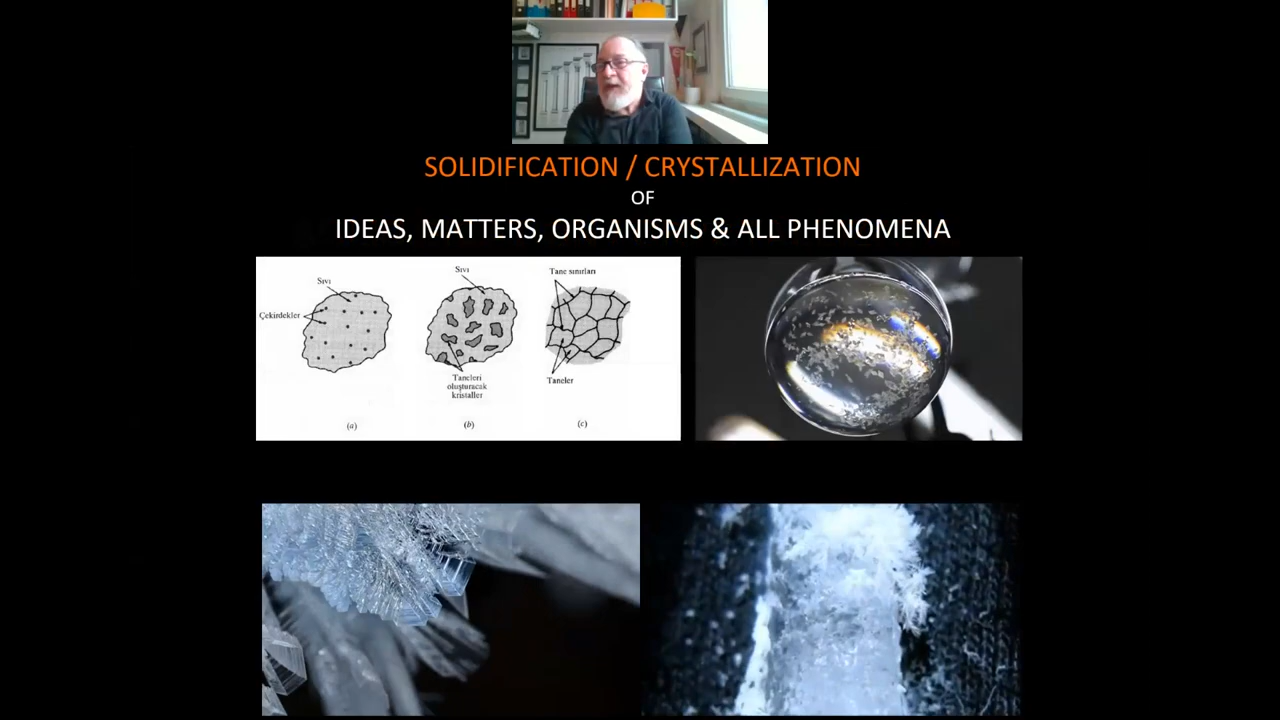 SOLIDIFICATION / CRYSTALLIZATION
OF
IDEAS, MATTERS, ORGANISMS & ALL PHENOMENA
Sıvı
Çekirdekler
(a)
Sıvı
Taneleri
oluşturacak
kristaller
(b)
Tane sınırları
Taneler
(c)